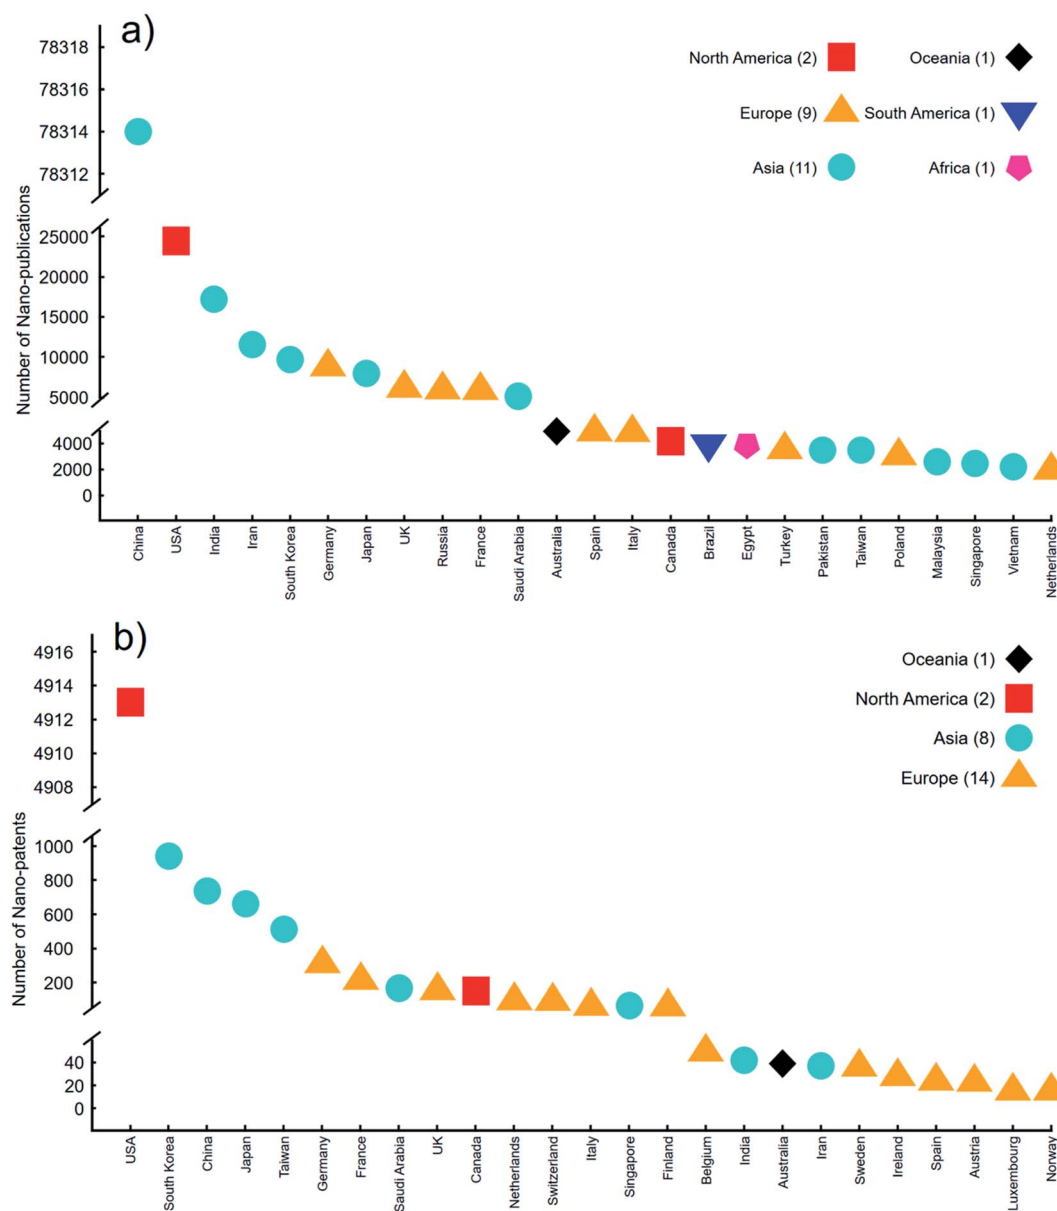 a)
78318
78316
78314
78312
25000
20000
15000
10000
5000
4000
2000
0
Number of Nano-publications
North America (2)
Oceania (1)
Europe (9)
South America (1)
Asia (11)
Africa (1)
China
USA
India
Iran
South Korea
Germany
Japan
UK
Russia
France
Saudi Arabia
Australia
Spain
Italy
Canada
Brazil
Egypt
Turkey
Pakistan
Taiwan
Poland
Malaysia
Singapore
Vietnam
Netherlands
b)
4916
4914
4912
4910
4908
1000
800
600
400
200
40
20
0
Number of Nano-patents
Oceania (1)
North America (2)
Asia (8)
Europe (14)
USA
South Korea
China
Japan
Taiwan
Germany
France
Saudi Arabia
UK
Canada
Netherlands
Switzerland
Italy
Singapore
Finland
Belgium
India
Australia
Iran
Sweden
Ireland
Spain
Austria
Luxembourg
Norway